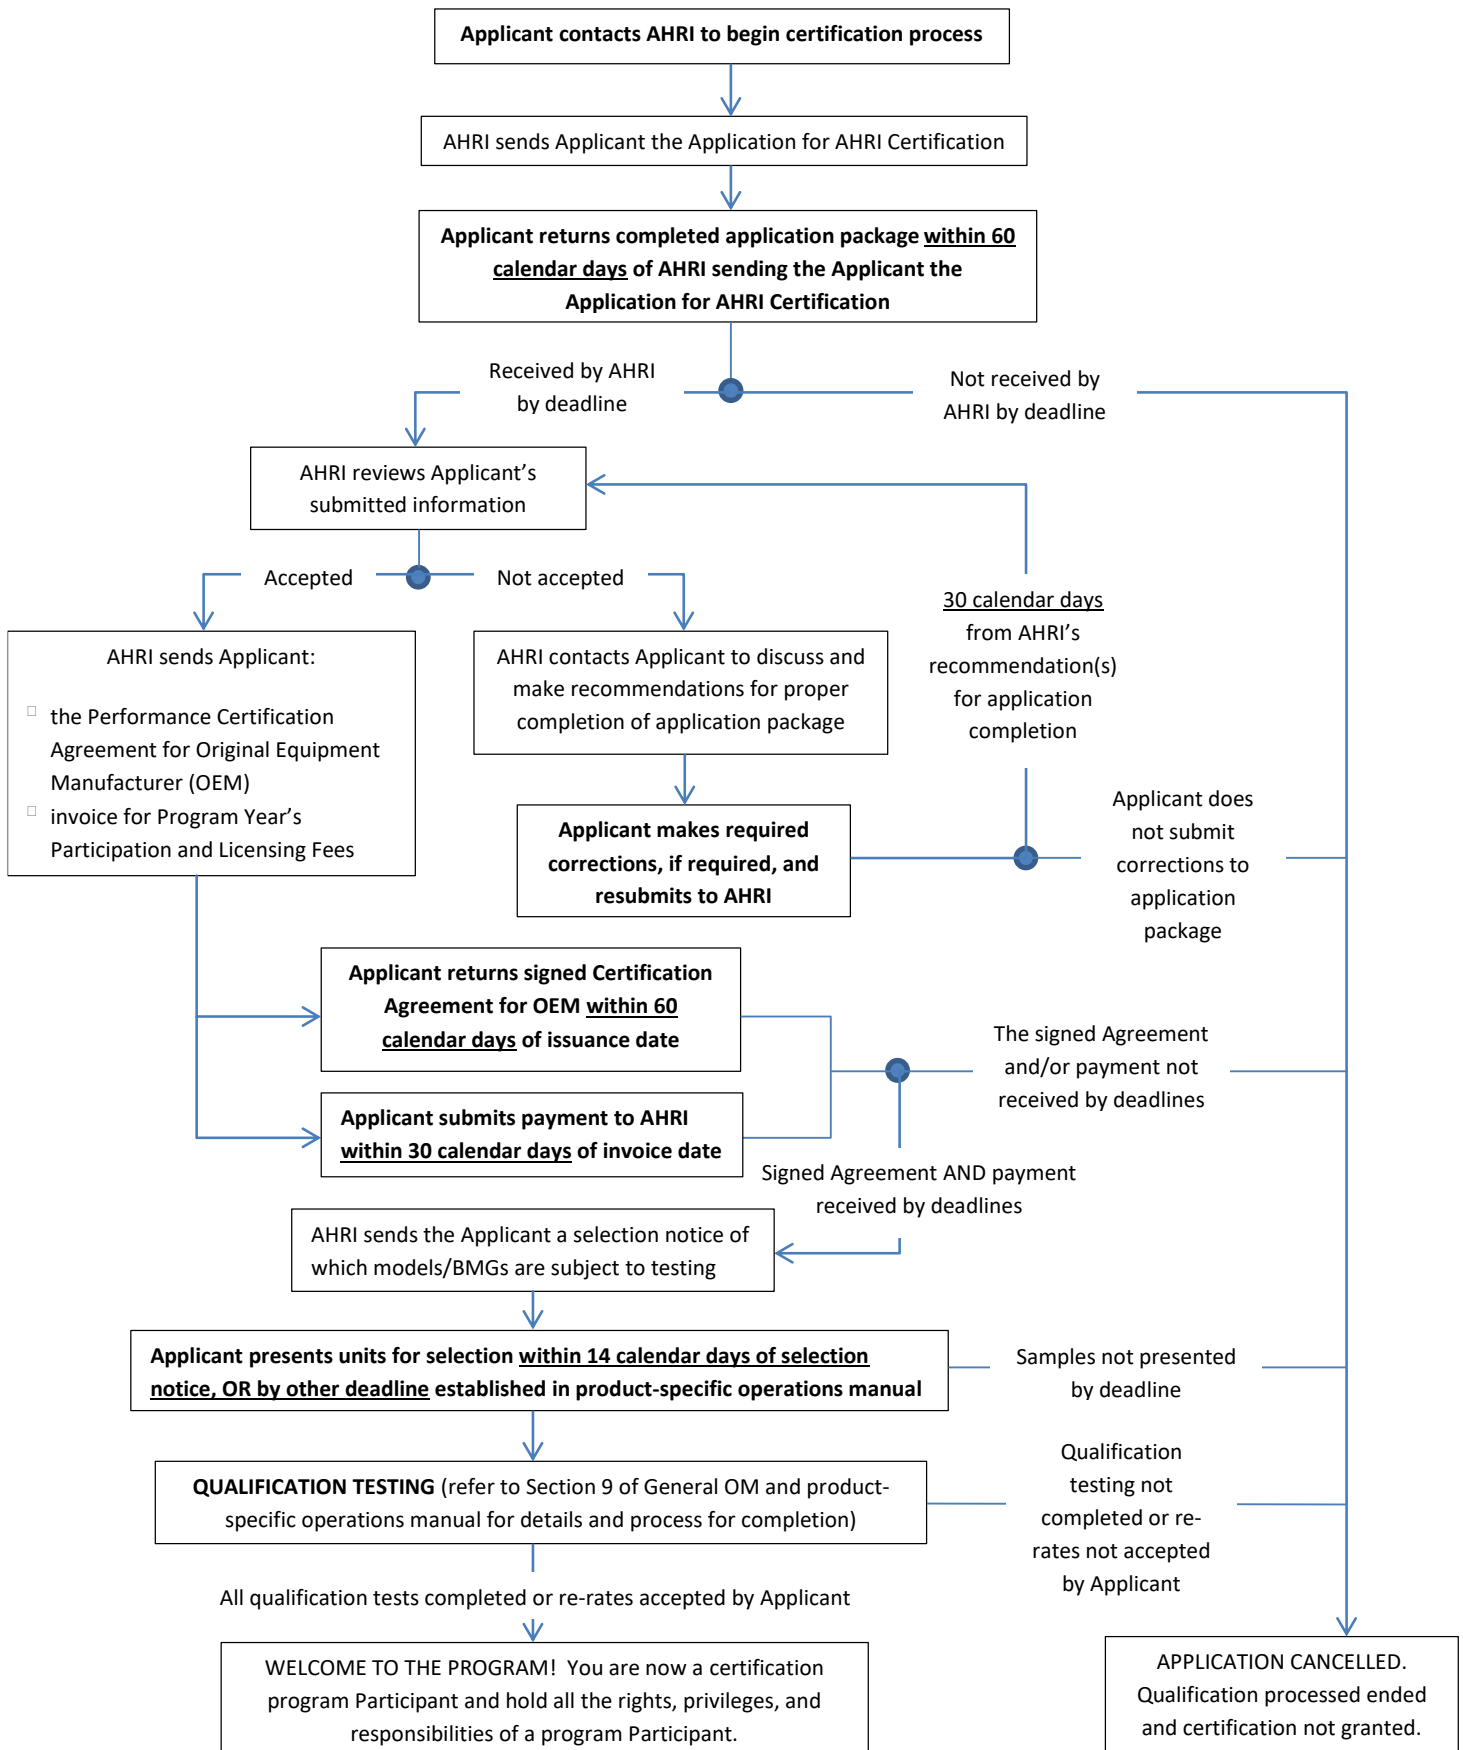 Applicant contacts AHRI to begin certification process
AHRI sends Applicant the Application for AHRI Certification
Applicant returns completed application package within 60
calendar days of AHRI sending the Applicant the
Application for AHRI Certification
Received by AHRI
by deadline
Not received by
AHRI by deadline
AHRI reviews Applicant’s
submitted information
Accepted
Not accepted
30 calendar days
from AHRI’s
recommendation(s)
for application
completion
AHRI sends Applicant:
the Performance Certification
Agreement for Original Equipment
Manufacturer (OEM)
invoice for Program Year’s
Participation and Licensing Fees
AHRI contacts Applicant to discuss and
make recommendations for proper
completion of application package
Applicant makes required
corrections, if required, and
resubmits to AHRI
Applicant does
not submit
corrections to
application
package
Applicant returns signed Certification
Agreement for OEM within 60
calendar days of issuance date
Applicant submits payment to AHRI
within 30 calendar days of invoice date
The signed Agreement
and/or payment not
received by deadlines
Signed Agreement AND payment
received by deadlines
AHRI sends the Applicant a selection notice of
which models/BMGs are subject to testing
Applicant presents units for selection within 14 calendar days of selection
notice, OR by other deadline established in product-specific operations manual
Samples not presented
by deadline
QUALIFICATION TESTING (refer to Section 9 of General OM and product-
specific operations manual for details and process for completion)
Qualification
testing not
completed or re-
rates not accepted
by Applicant
All qualification tests completed or re-rates accepted by Applicant
WELCOME TO THE PROGRAM! You are now a certification
program Participant and hold all the rights, privileges, and
responsibilities of a program Participant.
APPLICATION CANCELLED.
Qualification processed ended
and certification not granted.